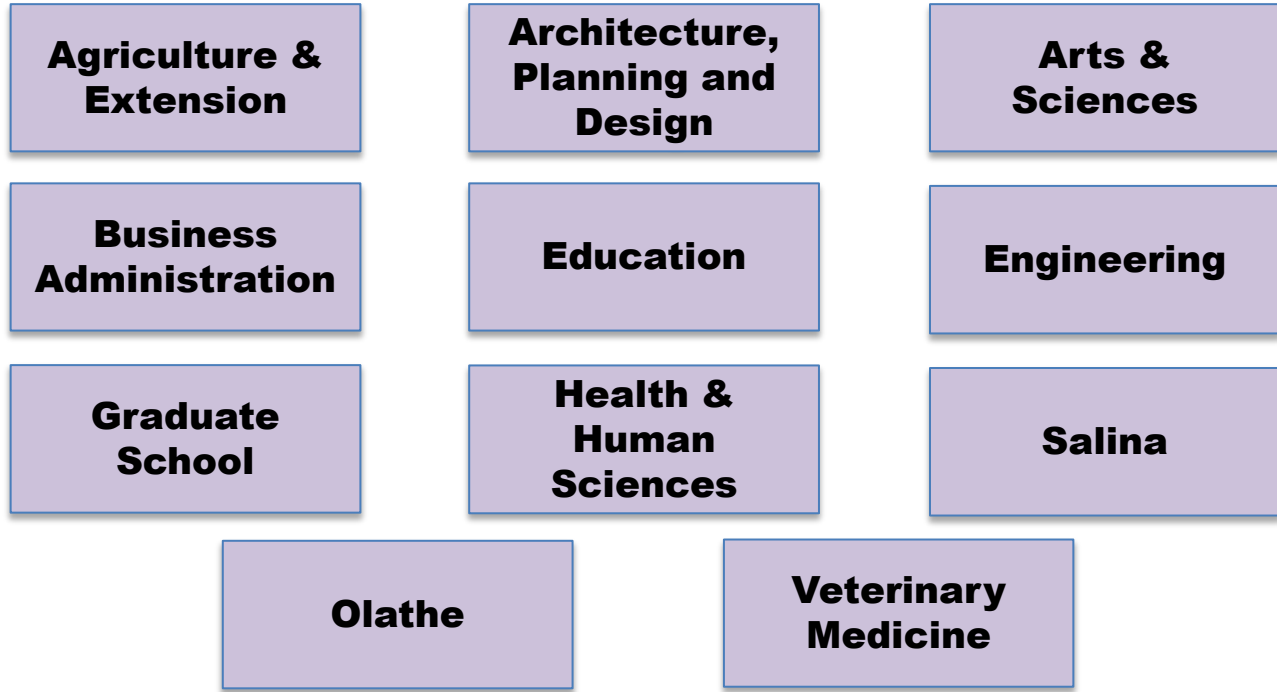 Agriculture &
Extension
Architecture,
Planning and
Design
Arts &
Sciences
Business
Administration
Education
Engineering
Graduate
School
Health &
Human
Sciences
Salina
Olathe
Veterinary
Medicine